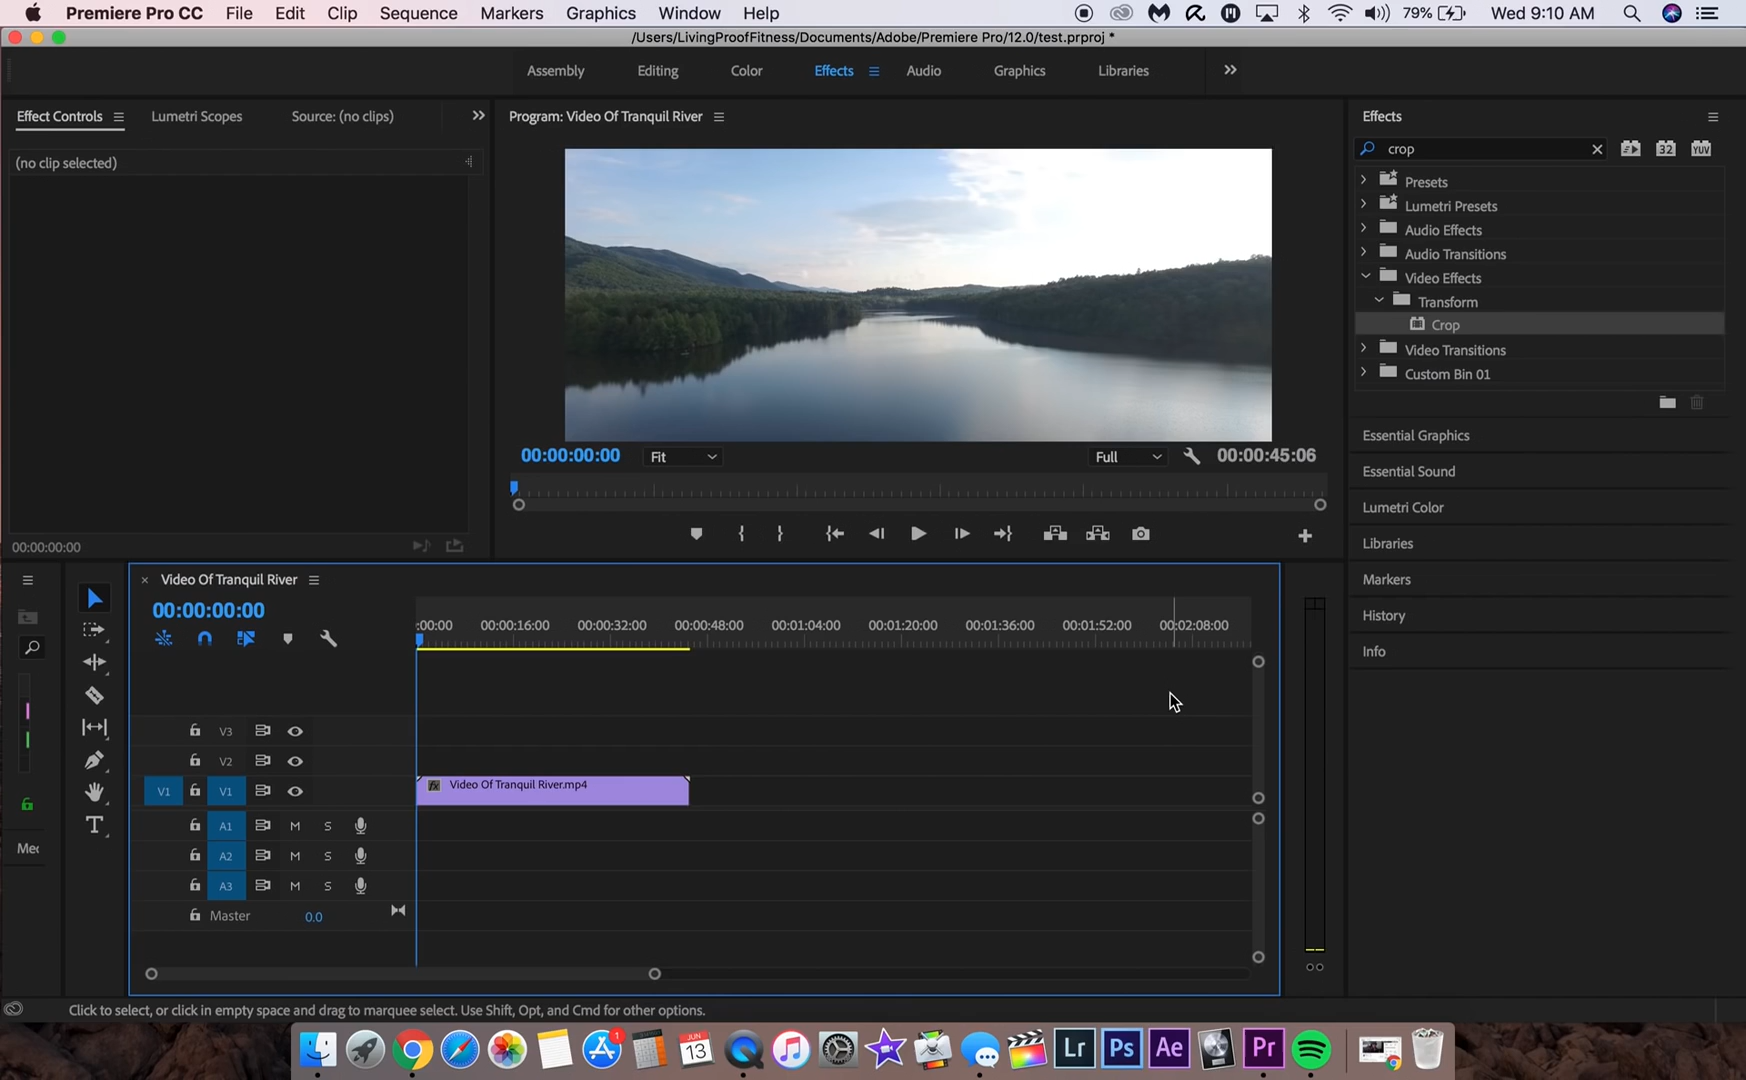 Premiere Pro CC File Edit Clip Sequence Markers Graphics Window Help 79% Wed 9:10 AM
/Users/LivingProofFitness/Documents/Adobe/Premiere Pro/12.0/test.prproj *
Assembly Editing Color Effects Audio Graphics Libraries
Effect Controls Lumetri Scopes Source: (no clips) Program: Video Of Tranquil River Effects
(no clip selected)
crop 32 YUV
Presets
Lumetri Presets
Audio Effects
Audio Transitions
Video Effects
Transform
Crop
Video Transitions
Custom Bin 01
00:00:00:00 Fit Full 00:00:45:06
Essential Graphics
Essential Sound
Lumetri Color
Libraries
Markers
History
Info
00:00:00:00
Video Of Tranquil River
00:00:00:00
:00:00 00:00:16:00 00:00:32:00 00:00:48:00 00:01:04:00 00:01:20:00 00:01:36:00 00:01:52:00 00:02:08:00
V3
V2
V1 V1 fx Video Of Tranquil River.mp4
A1 M S
A2 M S
A3 M S
Master 0.0
Mec
T
Click to select, or click in empty space and drag to marquee select. Use Shift, Opt, and Cmd for other options.
1 JUN 13 Lr Ps Ae Pr